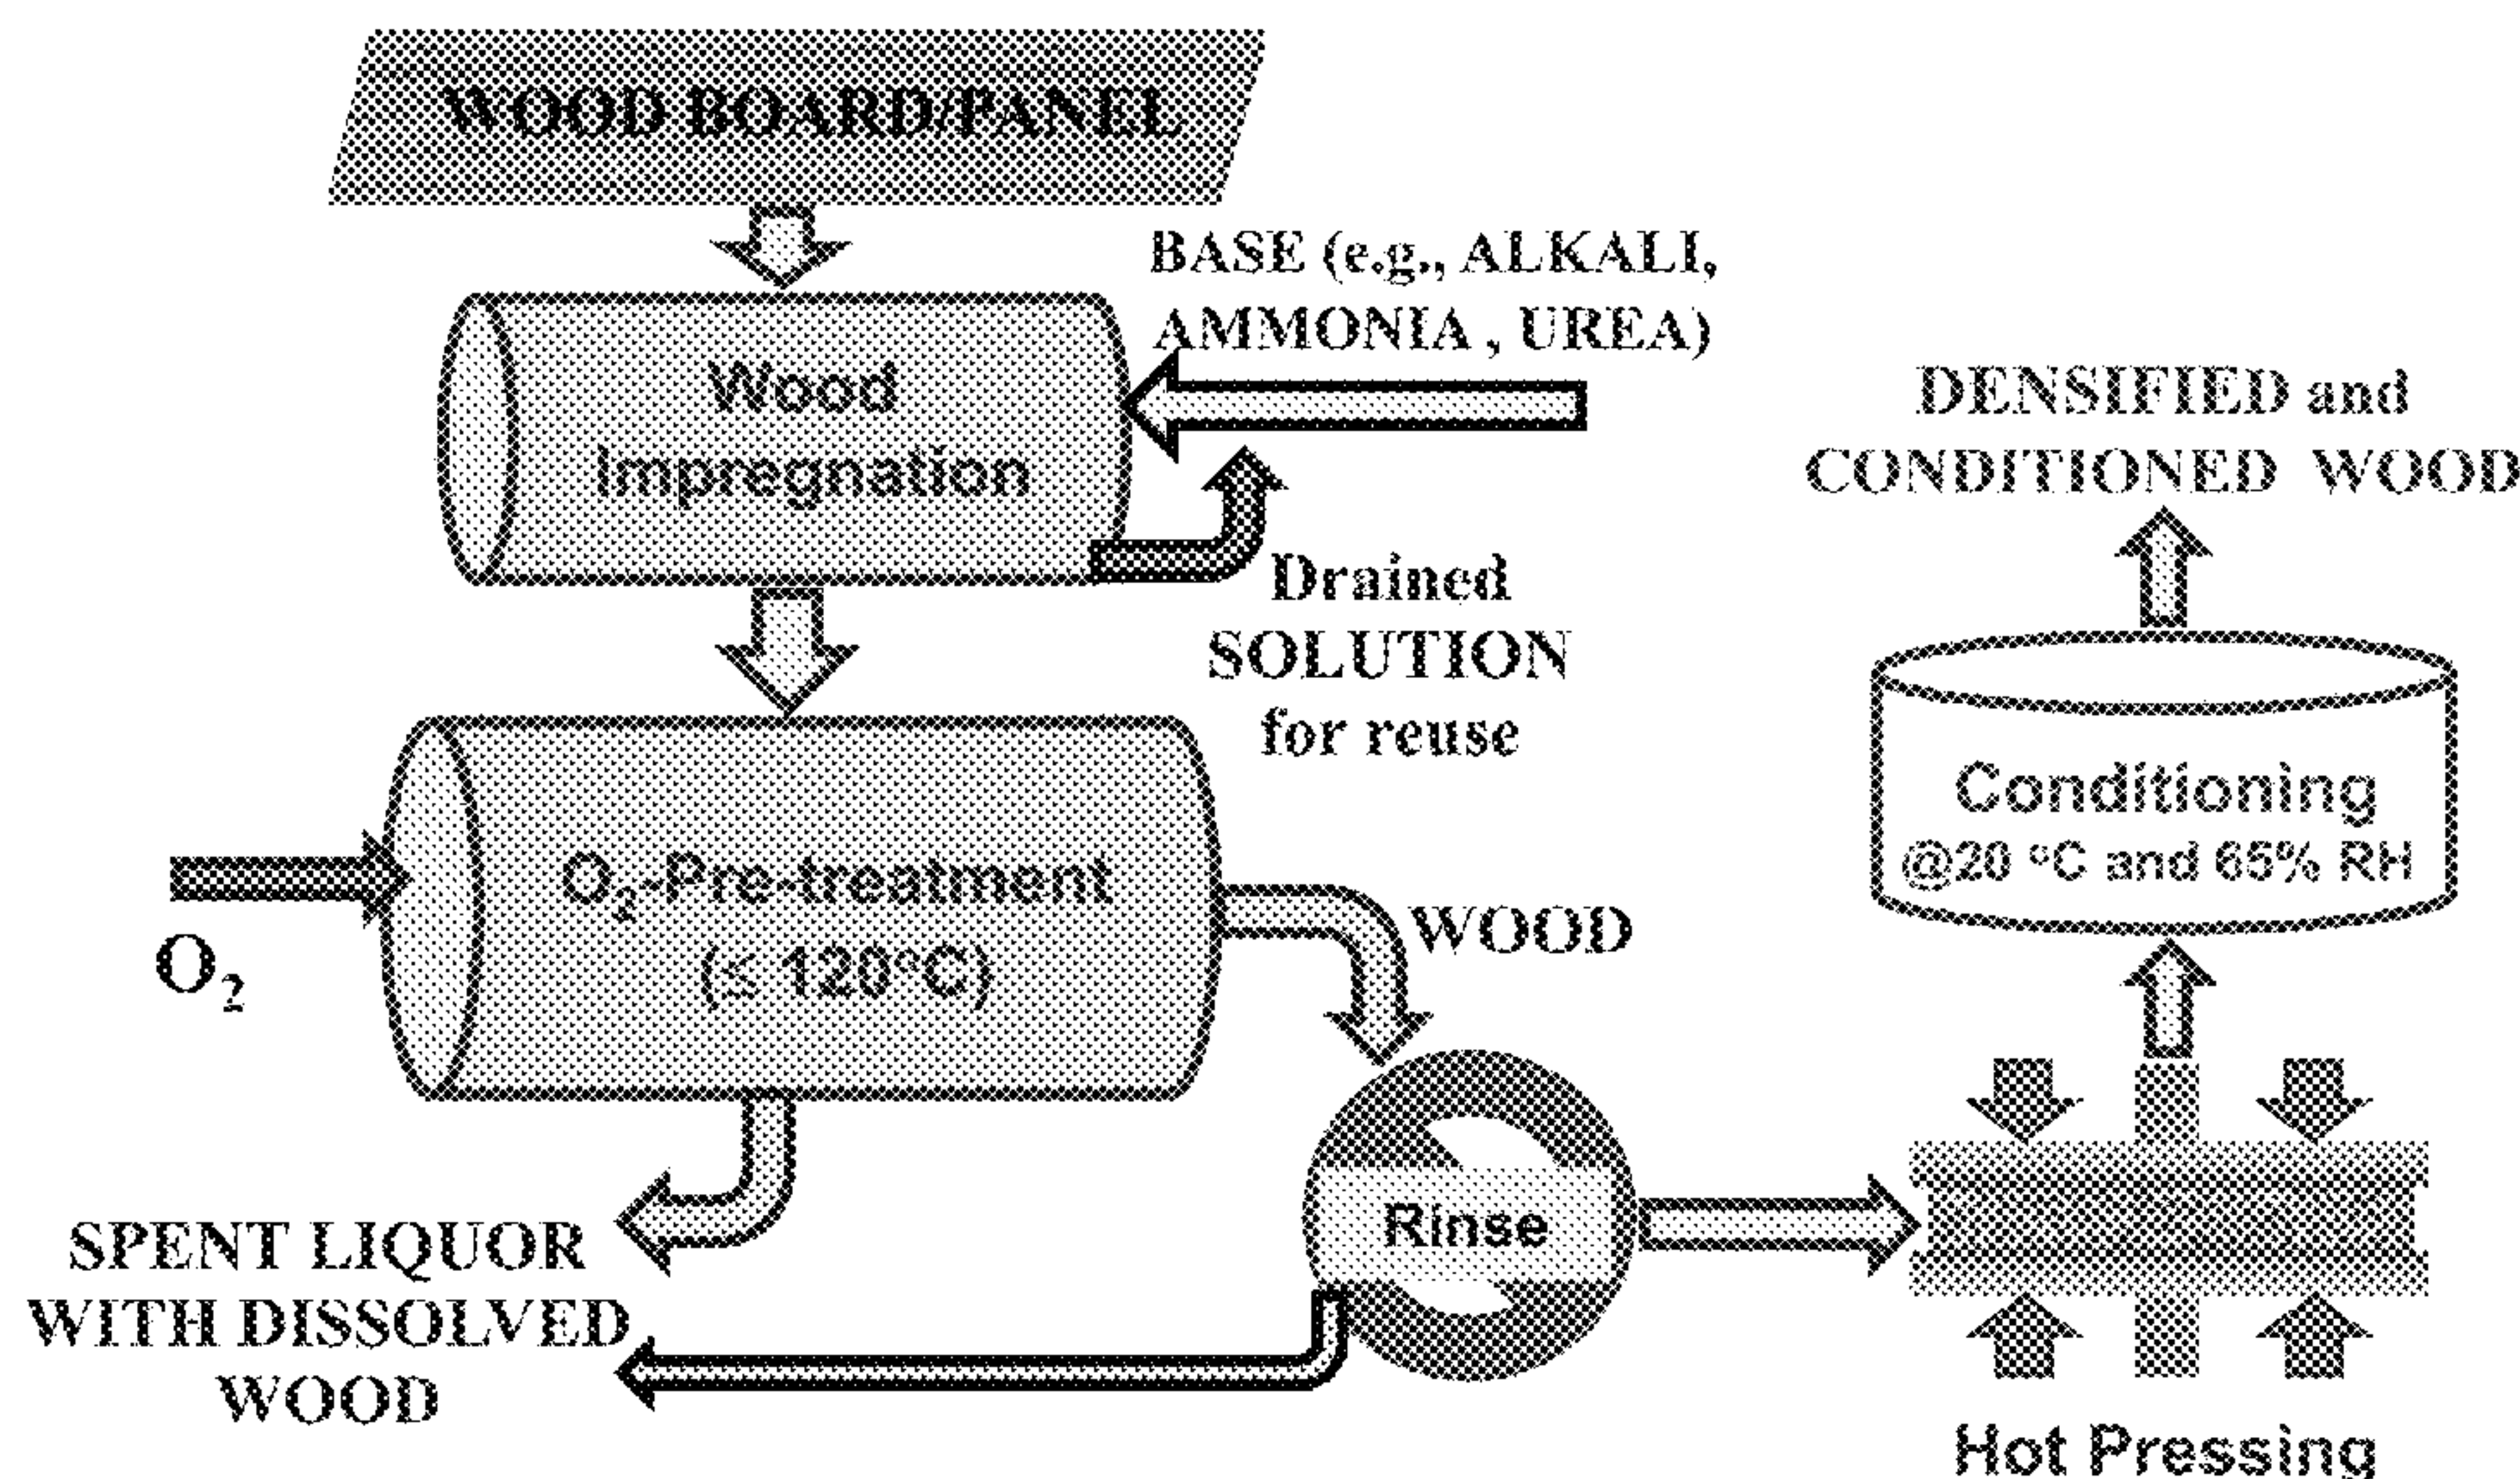 WOOD BOARD/PANEL
BASE (e.g., ALKALI,
AMMONIA , UREA)
Wood
Impregnation
Drained
SOLUTION
for reuse
O₂
O₂-Pre-treatment
(≤ 120°C)
WOOD
SPENT LIQUOR
WITH DISSOLVED
WOOD
Rinse
Hot Pressing
Conditioning
@20 °C and 65% RH
DENSIFIED and
CONDITIONED WOOD